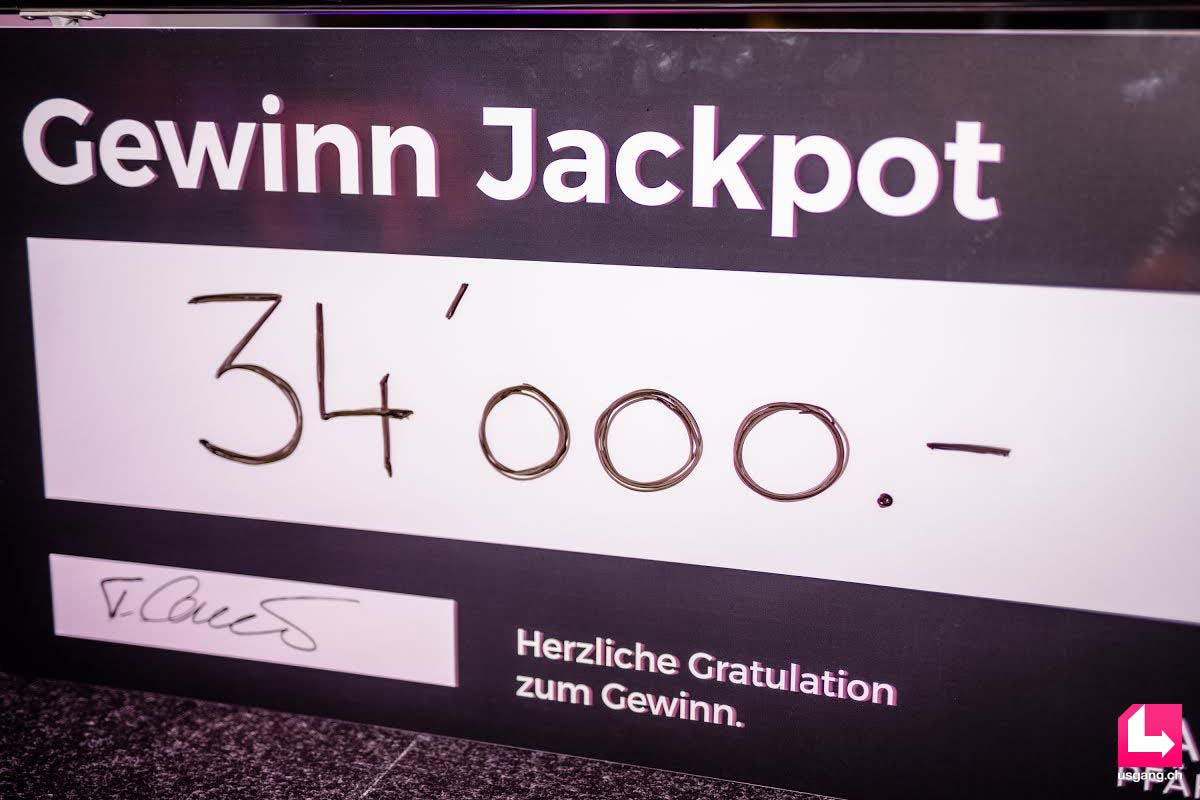 Gewinn Jackpot
34'000.-
Herzliche Gratulation
zum Gewinn.
usgang.ch